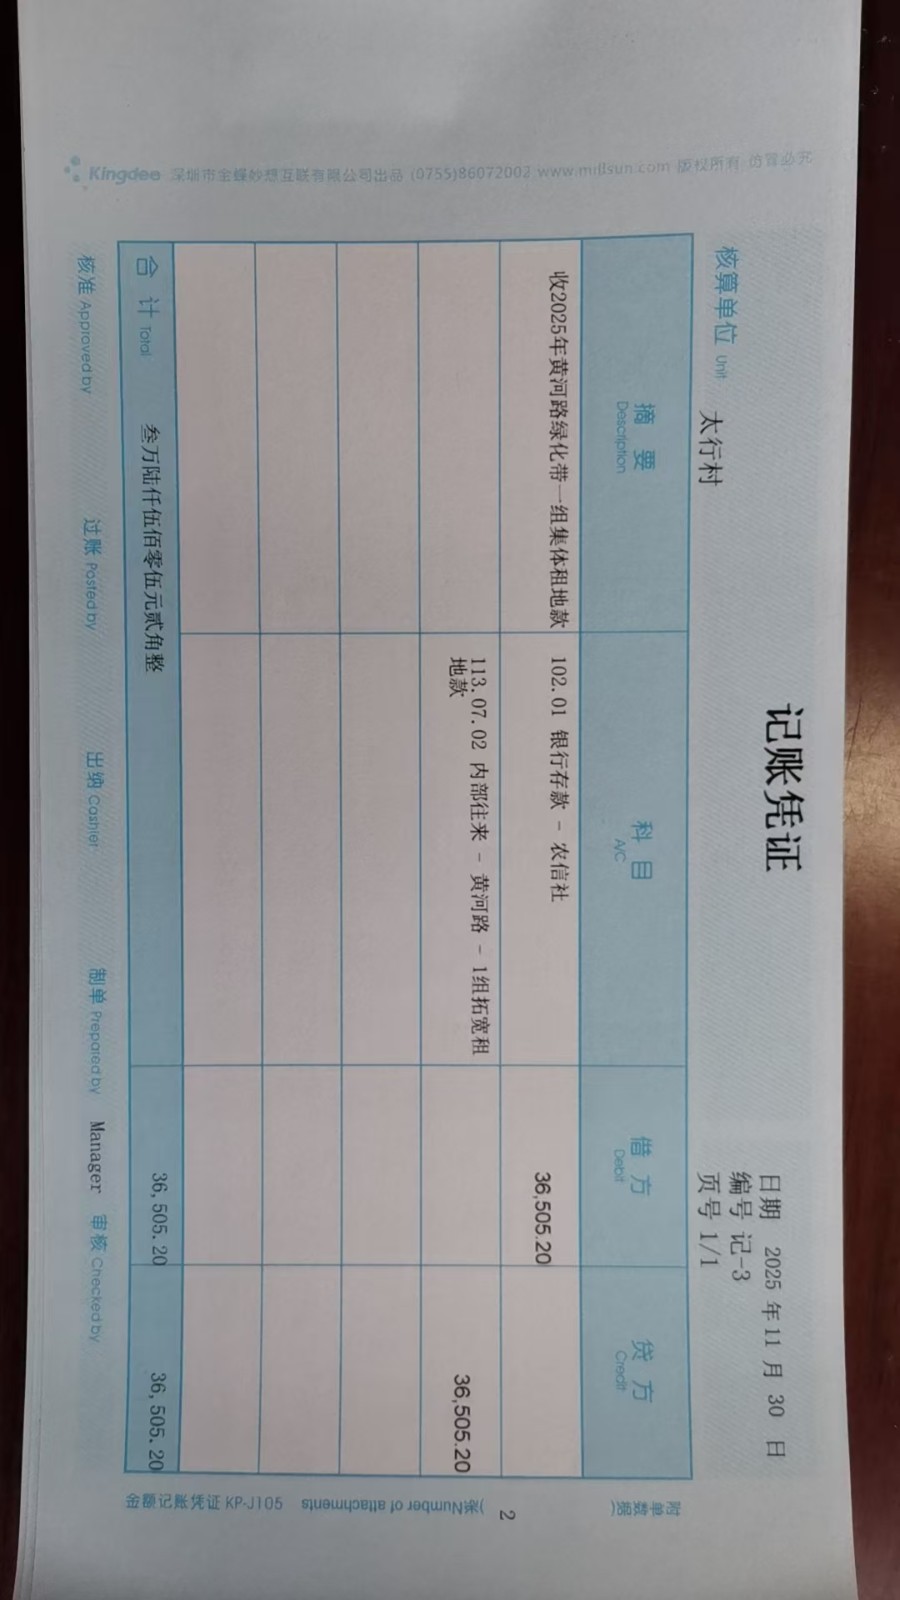 记账凭证
日期 2025 年 11 月 30 日
编号 记-3
核算单位 Unit 太行村
页号 1/1
摘 要 Description
科 目 A/C
借 方 Debit
贷 方 Credit
收2025年黄河路绿化带一组集体租地款
102.01 银行存款 - 农信社
36,505.20
113.07.02 内部往来 - 黄河路 - 1组拓宽租
地款
36,505.20
合 计 Total 叁万陆仟伍佰零伍元贰角整 36,505.20 36,505.20
核准 Approved by 过账 Posted by 出纳 Cashier 制单 Prepared by Manager 审核 Checked by
附单数据(
2
)张Number of attachments
金额记账凭证 KP-J105
Kingdee 深圳市金蝶妙想互联有限公司出品 (0755)86072002 www.millsun.com 版权所有 仿冒必究